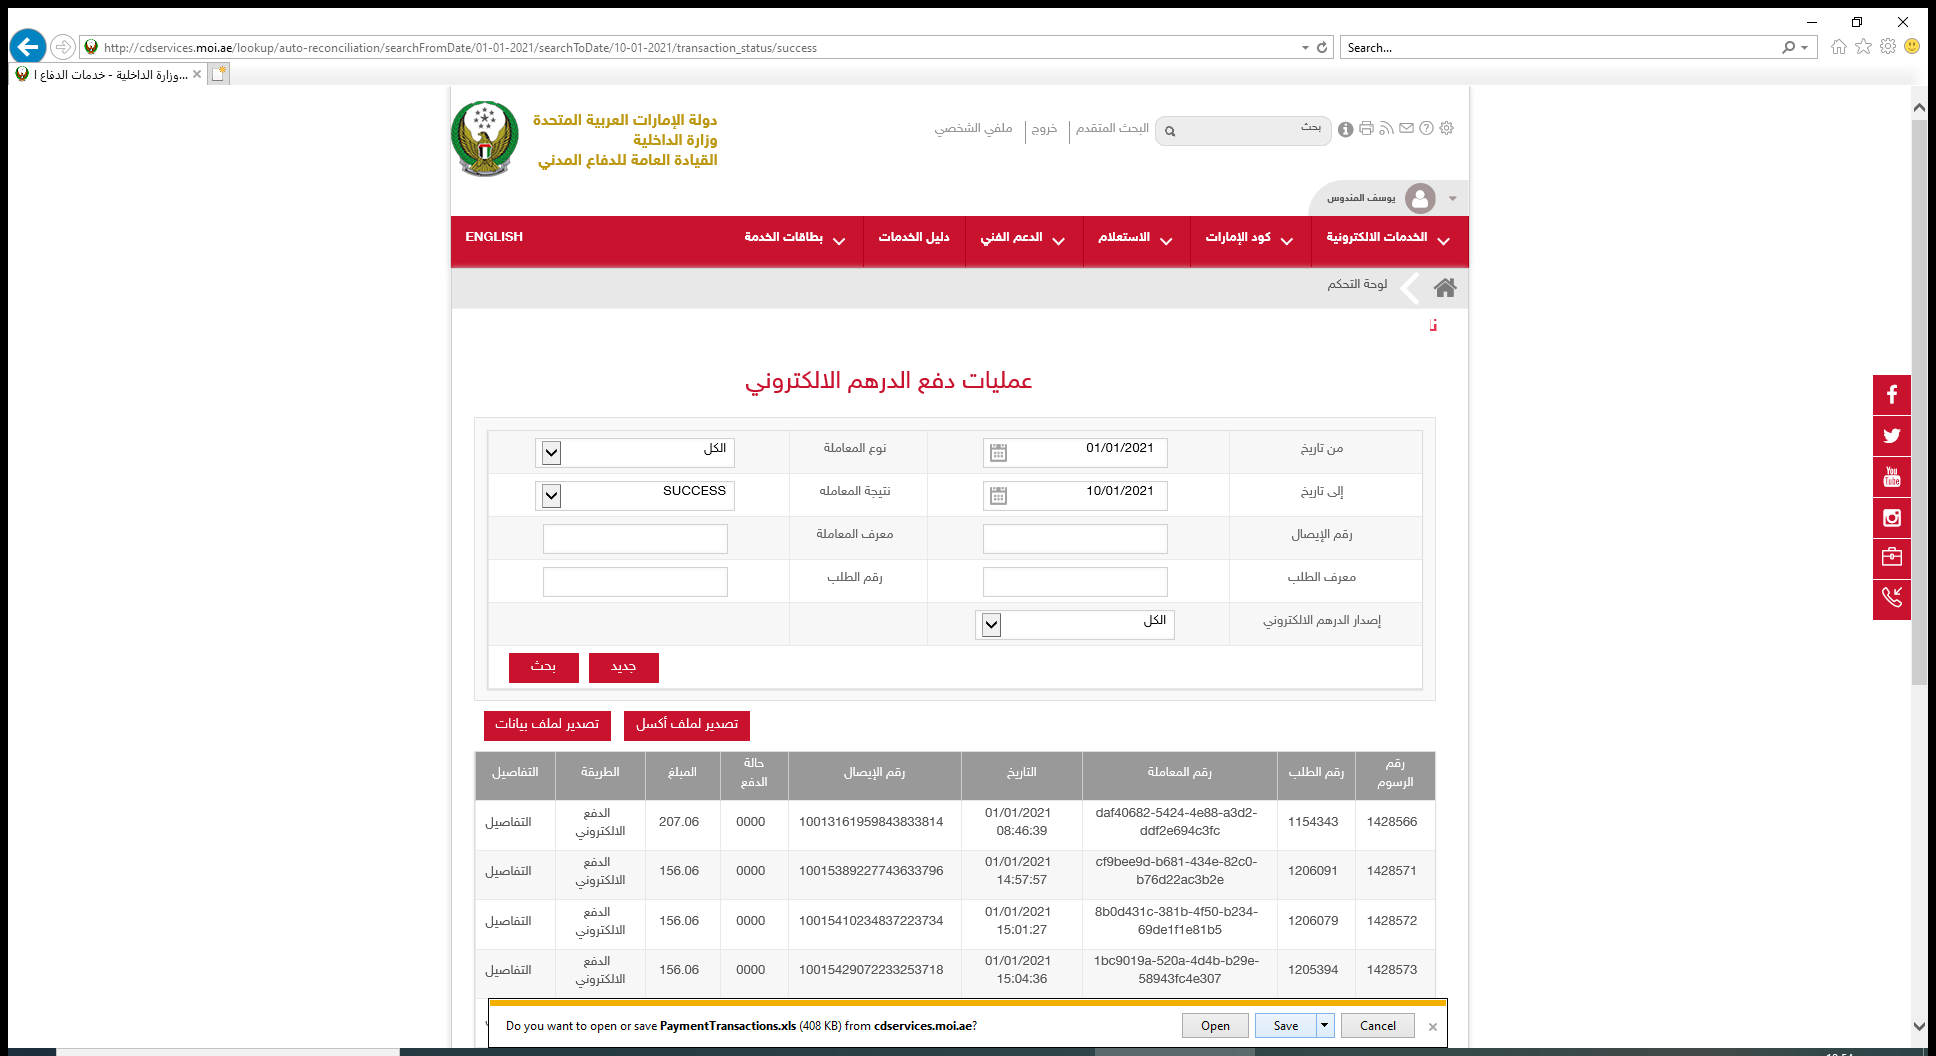 http://cdservices.moi.ae/lookup/auto-reconciliation/searchFromDate/01-01-2021/searchToDate/10-01-2021/transaction_status/success
Search...
وزارة الداخلية - خدمات الدفاع ا...
دولة الإمارات العربية المتحدة
وزارة الداخلية
القيادة العامة للدفاع المدني
بحث
البحث المتقدم
خروج
ملفي الشخصي
يوسف المندوس
الخدمات الالكترونية
كود الإمارات
الاستعلام
الدعم الفني
دليل الخدمات
بطاقات الخدمة
ENGLISH
لوحة التحكم
عمليات دفع الدرهم الالكتروني
من تاريخ 01/01/2021 نوع المعاملة الكل
إلى تاريخ 10/01/2021 نتيجة المعامله SUCCESS
رقم الإيصال معرف المعاملة
معرف الطلب رقم الطلب
إصدار الدرهم الالكتروني الكل
جديد بحث
تصدير لملف أكسل تصدير لملف بيانات
رقم الرسوم رقم الطلب رقم المعاملة التاريخ رقم الإيصال حالة الدفع المبلغ الطريقة التفاصيل
1428566 1154343 daf40682-5424-4e88-a3d2-ddf2e694c3fc 01/01/2021 08:46:39 10013161959843833814 0000 207.06 الدفع الالكتروني التفاصيل
1428571 1206091 cf9bee9d-b681-434e-82c0-b76d22ac3b2e 01/01/2021 14:57:57 10015389227743633796 0000 156.06 الدفع الالكتروني التفاصيل
1428572 1206079 8b0d431c-381b-4f50-b234-69de1f1e81b5 01/01/2021 15:01:27 10015410234837223734 0000 156.06 الدفع الالكتروني التفاصيل
1428573 1205394 1bc9019a-520a-4d4b-b29e-58943fc4e307 01/01/2021 15:04:36 10015429072233253718 0000 156.06 الدفع الالكتروني التفاصيل
Do you want to open or save PaymentTransactions.xls (408 KB) from cdservices.moi.ae?
Open
Save
Cancel
You Tube